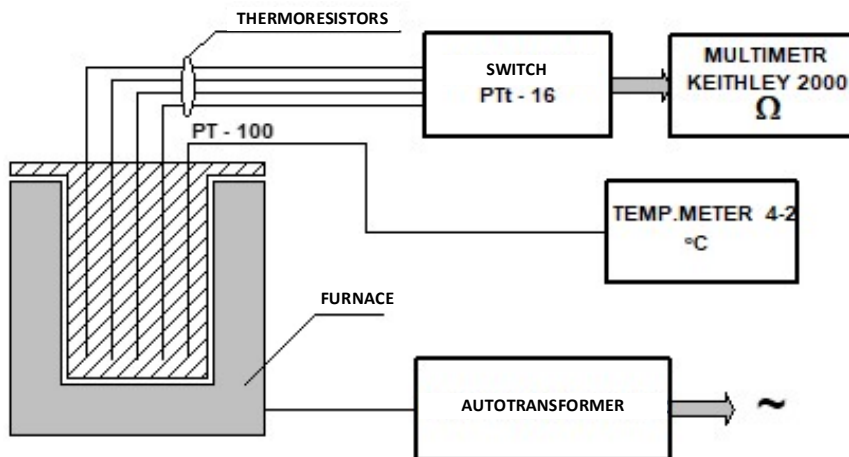 THERMORESISTORS
SWITCH
PTt - 16
MULTIMETR
KEITHLEY 2000
Ω
PT - 100
TEMP.METER 4-2
°C
FURNACE
AUTOTRANSFORMER
~